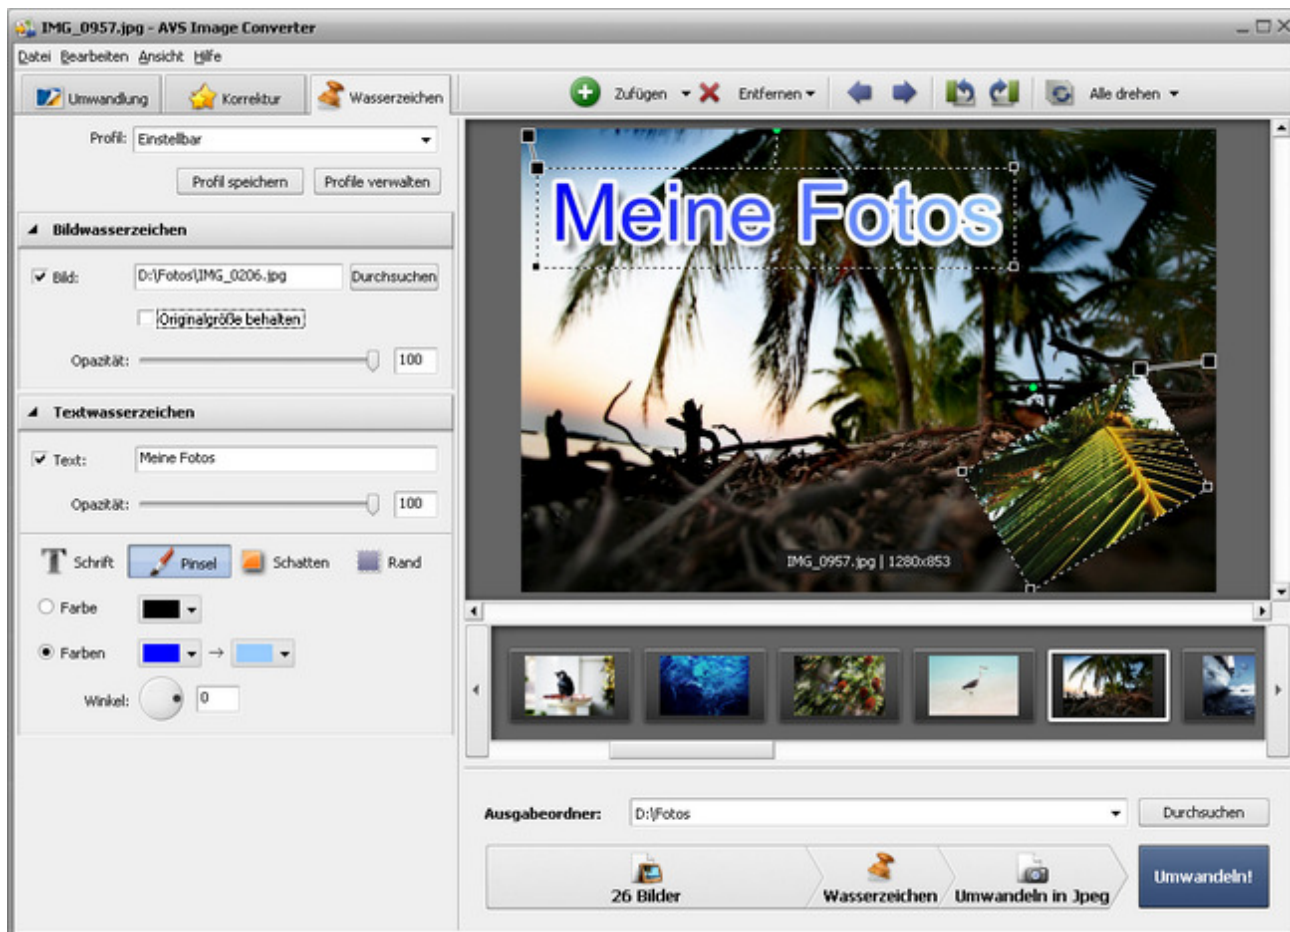 IMG_0957.jpg - AVS Image Converter
Datei Bearbeiten Ansicht Hilfe
Umwandlung Korrektur Wasserzeichen
Zufügen Entfernen Alle drehen
Profil: Einstellbar
Profil speichern Profile verwalten
Bildwasserzeichen
Bild: D:\Fotos\IMG_0206.jpg Durchsuchen
Originalgröße behalten
Opazität: 100
Textwasserzeichen
Text: Meine Fotos
Opazität: 100
Schrift Pinsel Schatten Rand
Farbe
Farben →
Winkel: 0
Meine Fotos
IMG_0957.jpg | 1280x853
Ausgabeordner: D:\Fotos Durchsuchen
26 Bilder Wasserzeichen Umwandeln in Jpeg Umwandeln!